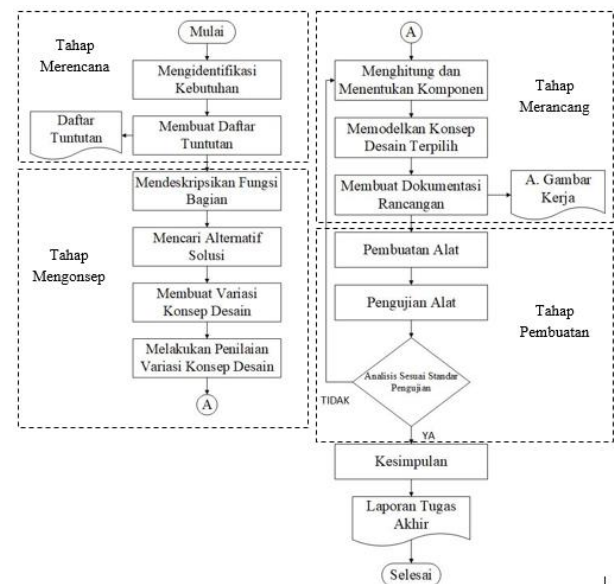 Tahap
Merencana
Mulai
Mengidentifikasi
Kebutuhan
Daftar
Tuntutan
Membuat Daftar
Tuntutan
Tahap
Mengonsep
Mendeskripsikan Fungsi
Bagian
Mencari Alternatif
Solusi
Membuat Variasi
Konsep Desain
Melakukan Penilaian
Variasi Konsep Desain
A
A
Menghitung dan
Menentukan Komponen
Tahap
Merancang
Memodelkan Konsep
Desain Terpilih
Membuat Dokumentasi
Rancangan
A. Gambar
Kerja
Pembuatan Alat
Pengujian Alat
Tahap
Pembuatan
Analisis Sesuai Standar
Pengujian
TIDAK
YA
Kesimpulan
Laporan Tugas
Akhir
Selesai